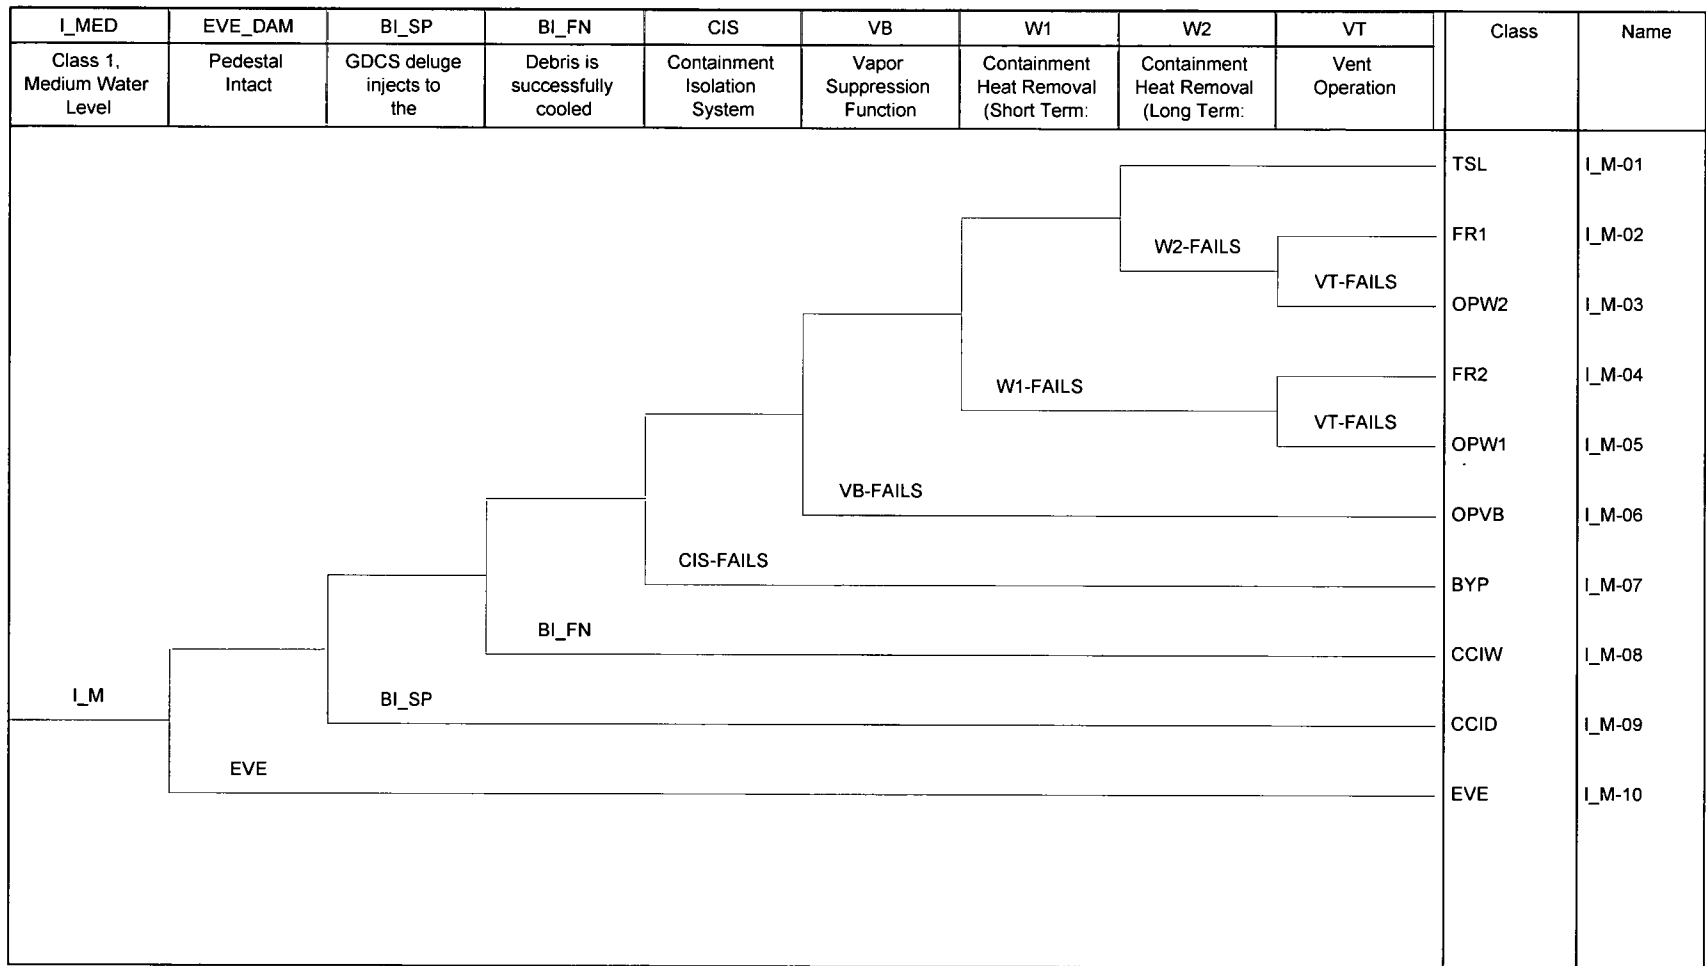 I_MED EVE_DAM BI_SP BI_FN CIS VB W1 W2 VT Class Name
Class 1, Medium Water Level
Pedestal Intact
GDCS deluge injects to the
Debris is successfully cooled
Containment Isolation System
Vapor Suppression Function
Containment Heat Removal (Short Term:
Containment Heat Removal (Long Term:
Vent Operation
TSL I_M-01
W2-FAILS FR1 I_M-02
VT-FAILS
OPW2 I_M-03
W1-FAILS FR2 I_M-04
VT-FAILS
OPW1 I_M-05
VB-FAILS
OPVB I_M-06
CIS-FAILS
BYP I_M-07
BI_FN
CCIW I_M-08
I_M BI_SP
CCID I_M-09
EVE
EVE I_M-10